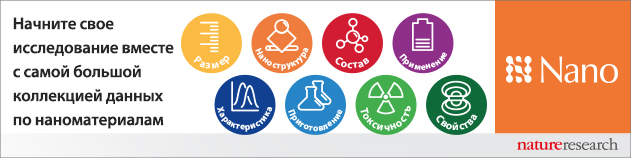 Начните свое
исследование вместе
с самой большой
коллекцией данных
по наноматериалам
Размер
Наноструктура
Состав
Применение
Характеристика
Приготовление
Токсичность
Свойства
Nano
natureresearch